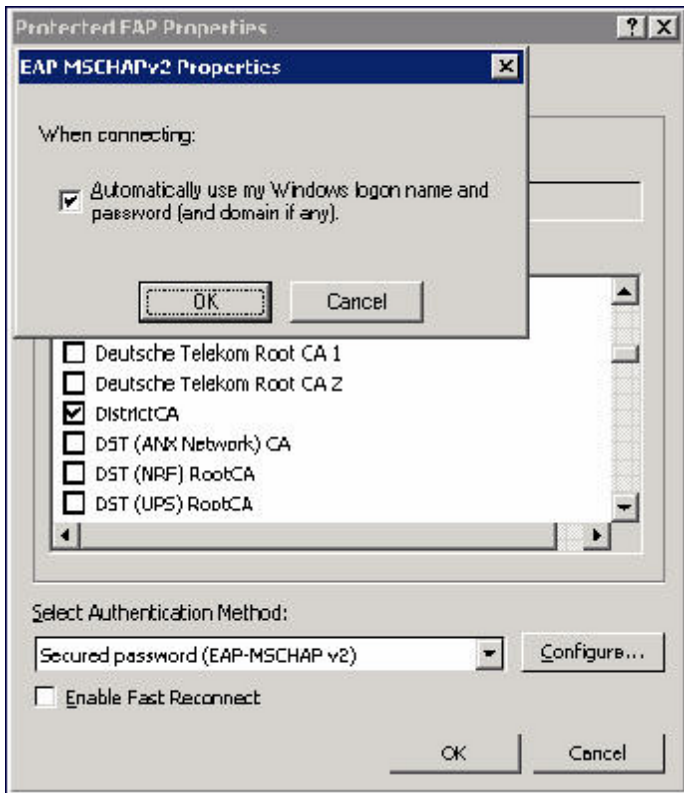 Protected EAP Properties
EAP MSCHAPv2 Properties
When connecting:
Automatically use my Windows logon name and
password (and domain if any).
OK
Cancel
Deutsche Telekom Root CA 1
Deutsche Telekom Root CA 2
DistrictCA
DST (ANX Network) CA
DST (NRF) RootCA
DST (UPS) RootCA
Select Authentication Method:
Secured password (EAP-MSCHAP v2)
Configure...
Enable Fast Reconnect
OK
Cancel